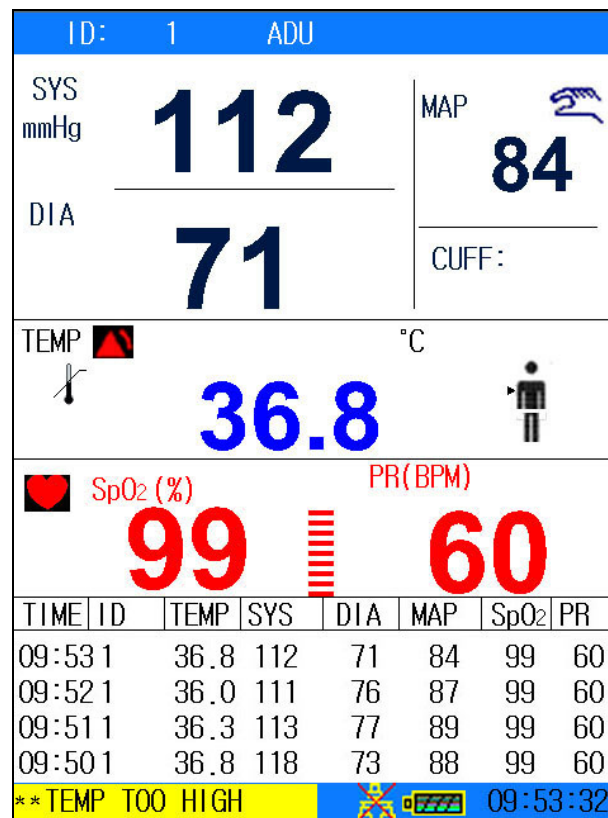 ID: 1 ADU
SYS
mmHg
112
MAP
84
DIA
71
CUFF:
TEMP °C
36.8
SpO2 (%) PR(BPM)
99 60
TIME ID TEMP SYS DIA MAP SpO2 PR
09:53 1 36.8 112 71 84 99 60
09:52 1 36.0 111 76 87 99 60
09:51 1 36.3 113 77 89 99 60
09:50 1 36.8 118 73 88 99 60
**TEMP TOO HIGH 09:53:32